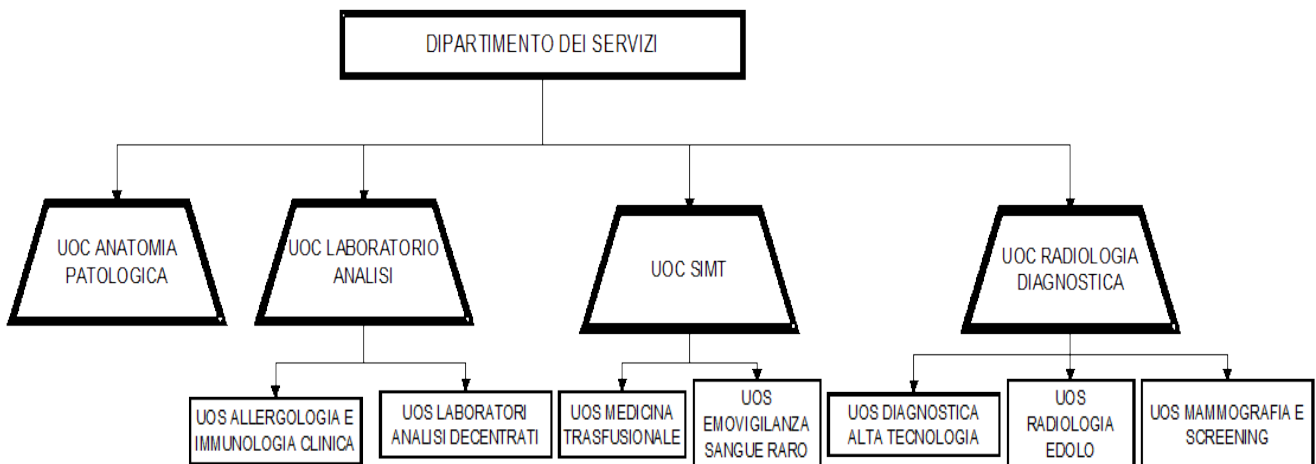 DIPARTIMENTO DEI SERVIZI
UOC ANATOMIA
PATOLOGICA
UOC LABORATORIO
ANALISI
UOC SIMT
UOC RADIOLOGIA
DIAGNOSTICA
UOS ALLERGOLOGIA E
IMMUNOLOGIA CLINICA
UOS LABORATORI
ANALISI DECENTRATI
UOS MEDICINA
TRASFUSIONALE
UOS
EMOVIGILANZA
SANGUE RARO
UOS DIAGNOSTICA
ALTA TECNOLOGIA
UOS
RADIOLOGIA
EDOLO
UOS MAMMOGRAFIA E
SCREENING